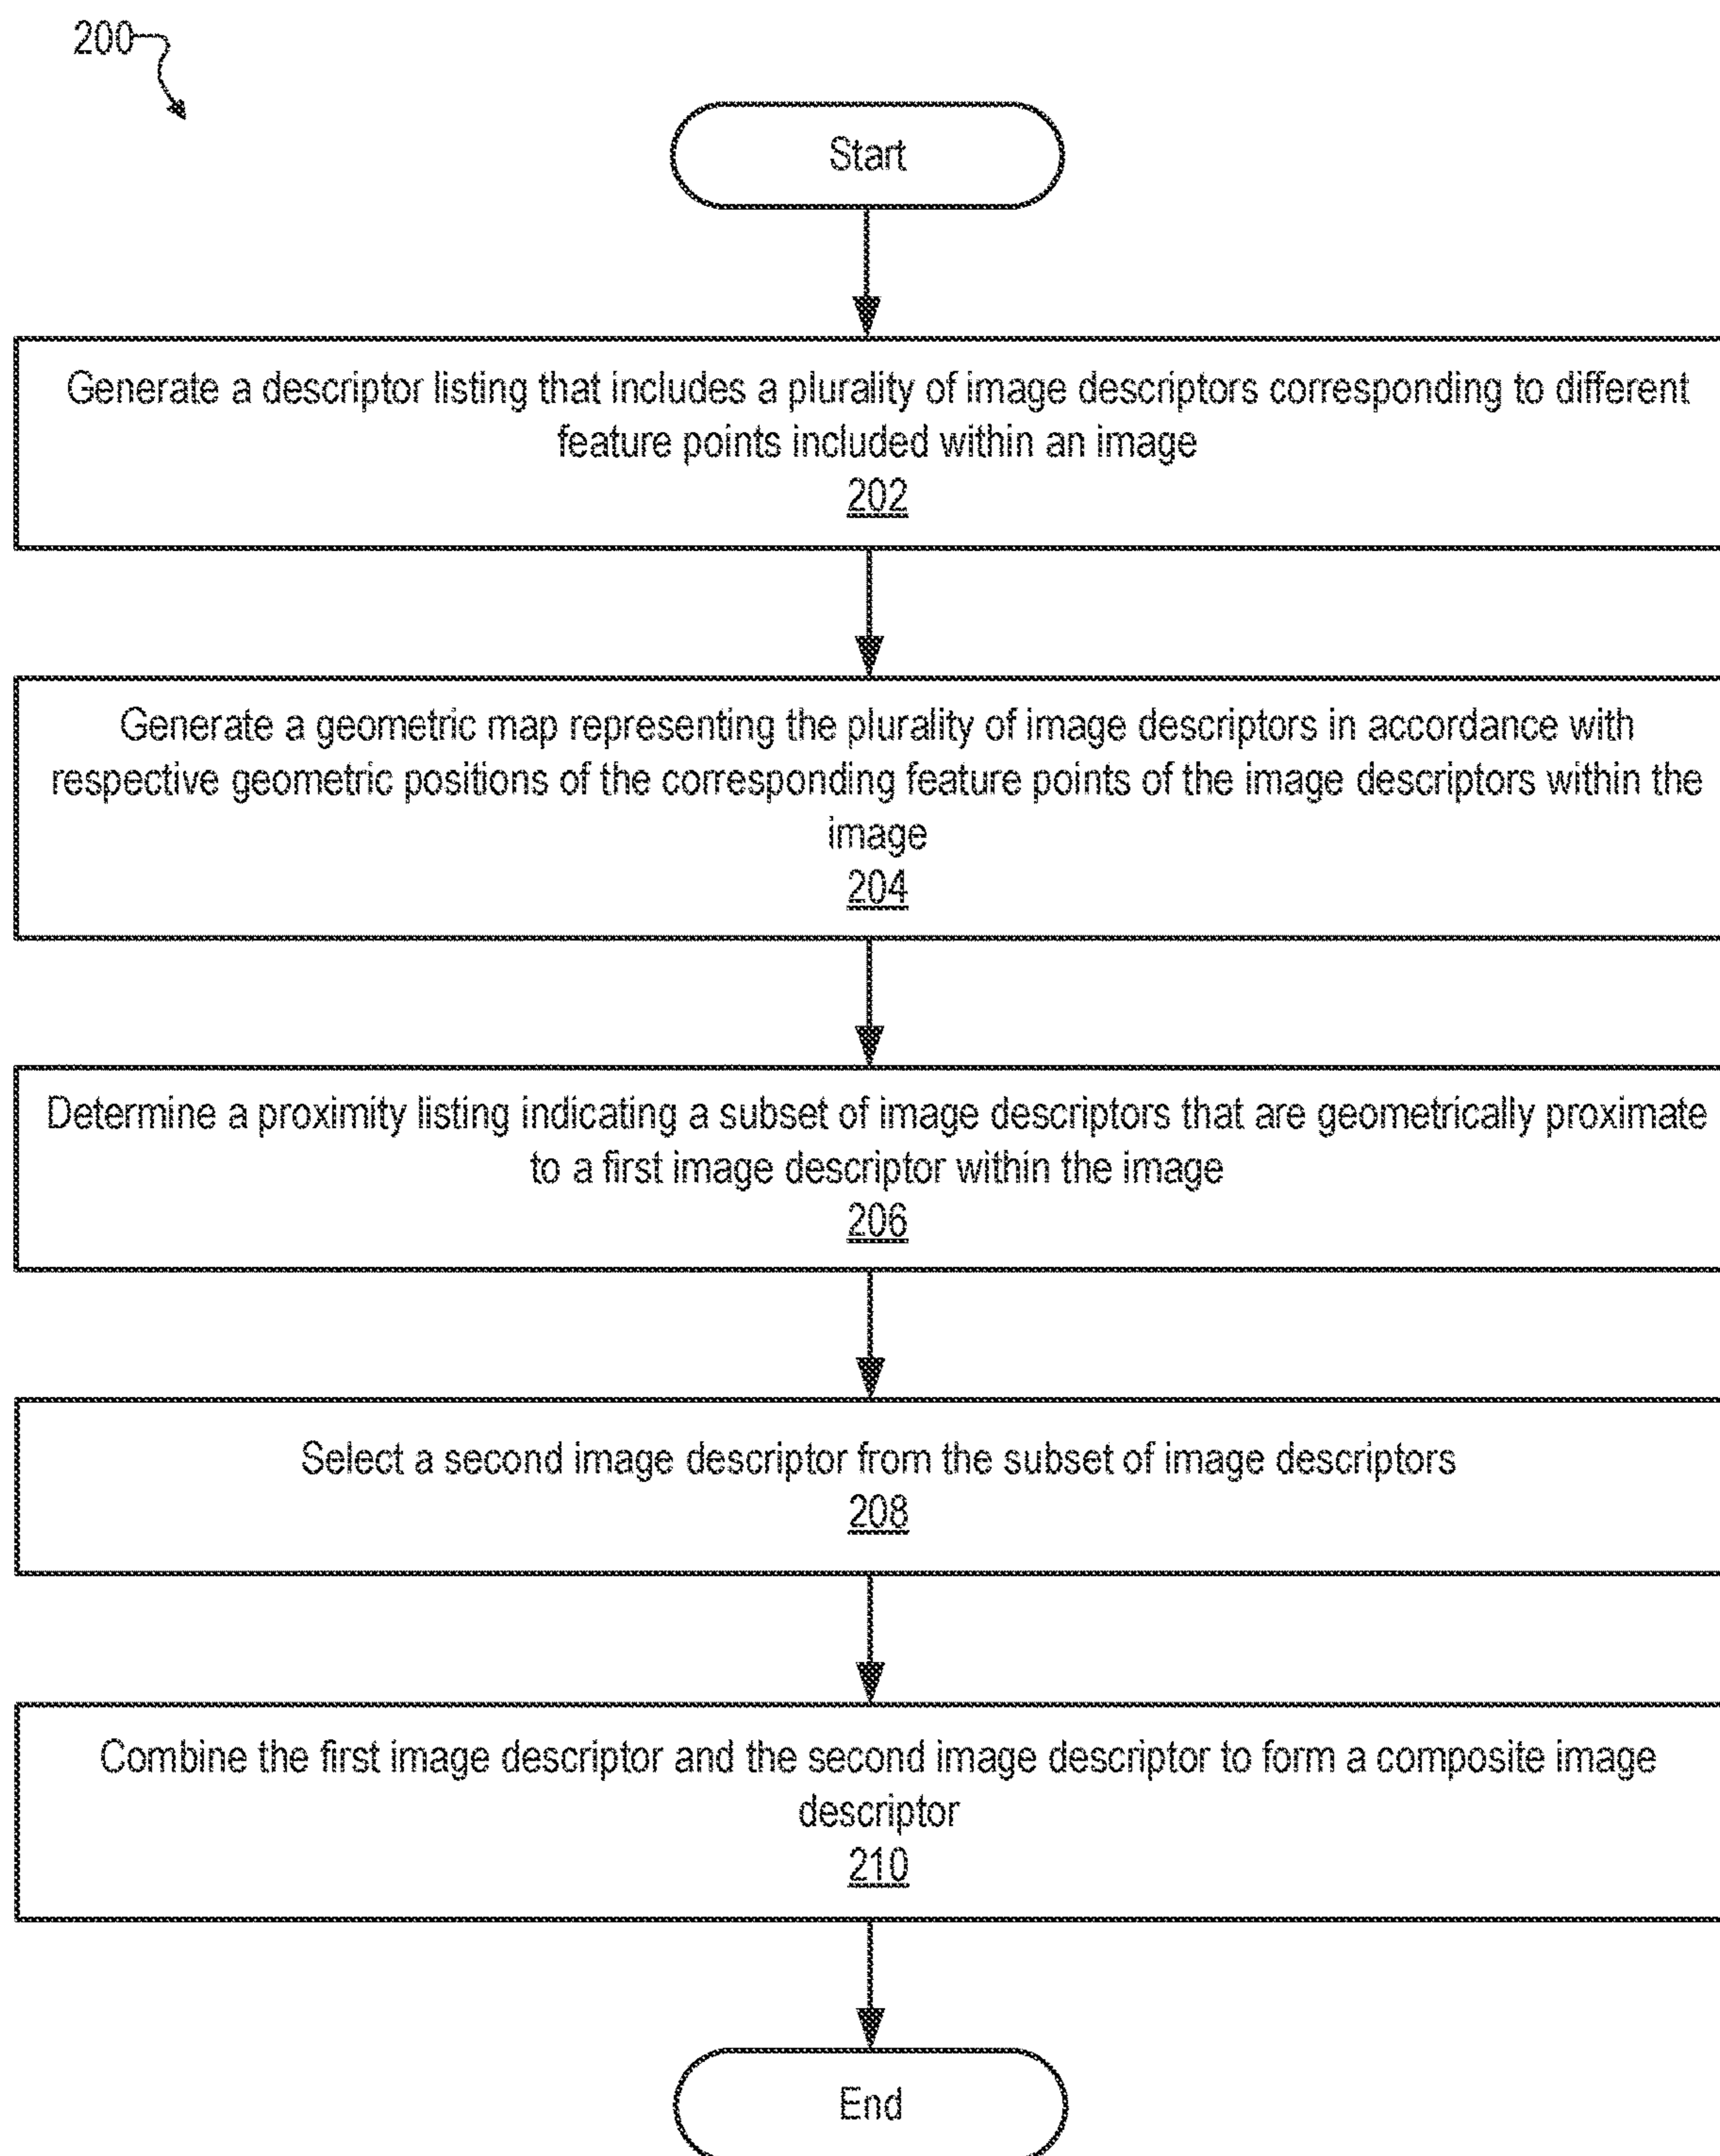 200
Start
Generate a descriptor listing that includes a plurality of image descriptors corresponding to different
feature points included within an image
202
Generate a geometric map representing the plurality of image descriptors in accordance with
respective geometric positions of the corresponding feature points of the image descriptors within the
image
204
Determine a proximity listing indicating a subset of image descriptors that are geometrically proximate
to a first image descriptor within the image
206
Select a second image descriptor from the subset of image descriptors
208
Combine the first image descriptor and the second image descriptor to form a composite image
descriptor
210
End